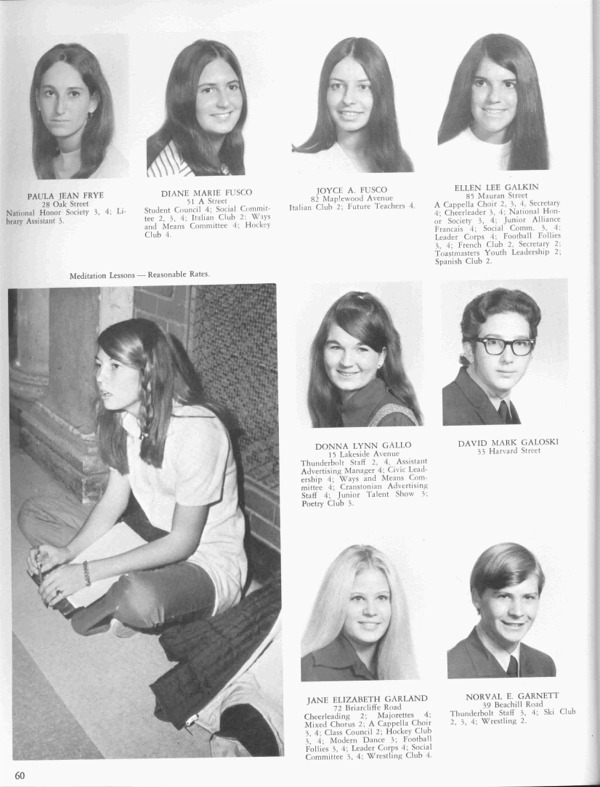 PAULA JEAN FRYE
28 Oak Street
National Honor Society 3, 4; Li-
brary Assistant 3.
DIANE MARIE FUSCO
51 A Street
Student Council 4; Social Commit-
tee 2, 3, 4; Italian Club 2; Ways
and Means Committee 4; Hockey
Club 4.
JOYCE A. FUSCO
82 Maplewood Avenue
Italian Club 2; Future Teachers 4.
ELLEN LEE GALKIN
85 Mauran Street
A Cappella Choir 2, 3, 4, Secretary
4; Cheerleader 3, 4; National Hon-
or Society 3, 4; Junior Alliance
Francais 4; Social Comm. 3, 4;
Leader Corps 4; Football Follies
3, 4; French Club 2, Secretary 2;
Toastmasters Youth Leadership 2;
Spanish Club 2.
Meditation Lessons — Reasonable Rates.
DONNA LYNN GALLO
15 Lakeside Avenue
Thunderbolt Staff 2, 4, Assistant
Advertising Manager 4; Civic Lead-
ership 4; Ways and Means Com-
mittee 4; Cranstonian Advertising
Staff 4; Junior Talent Show 3;
Poetry Club 3.
DAVID MARK GALOSKI
33 Harvard Street
JANE ELIZABETH GARLAND
72 Briarcliffe Road
Cheerleading 2; Majorettes 4;
Mixed Chorus 2; A Cappella Choir
3, 4; Class Council 2; Hockey Club
3, 4; Modern Dance 3; Football
Follies 3, 4; Leader Corps 4; Social
Committee 3, 4; Wrestling Club 4.
NORVAL E. GARNETT
39 Beachill Road
Thunderbolt Staff 3, 4; Ski Club
2, 3, 4; Wrestling 2.
60